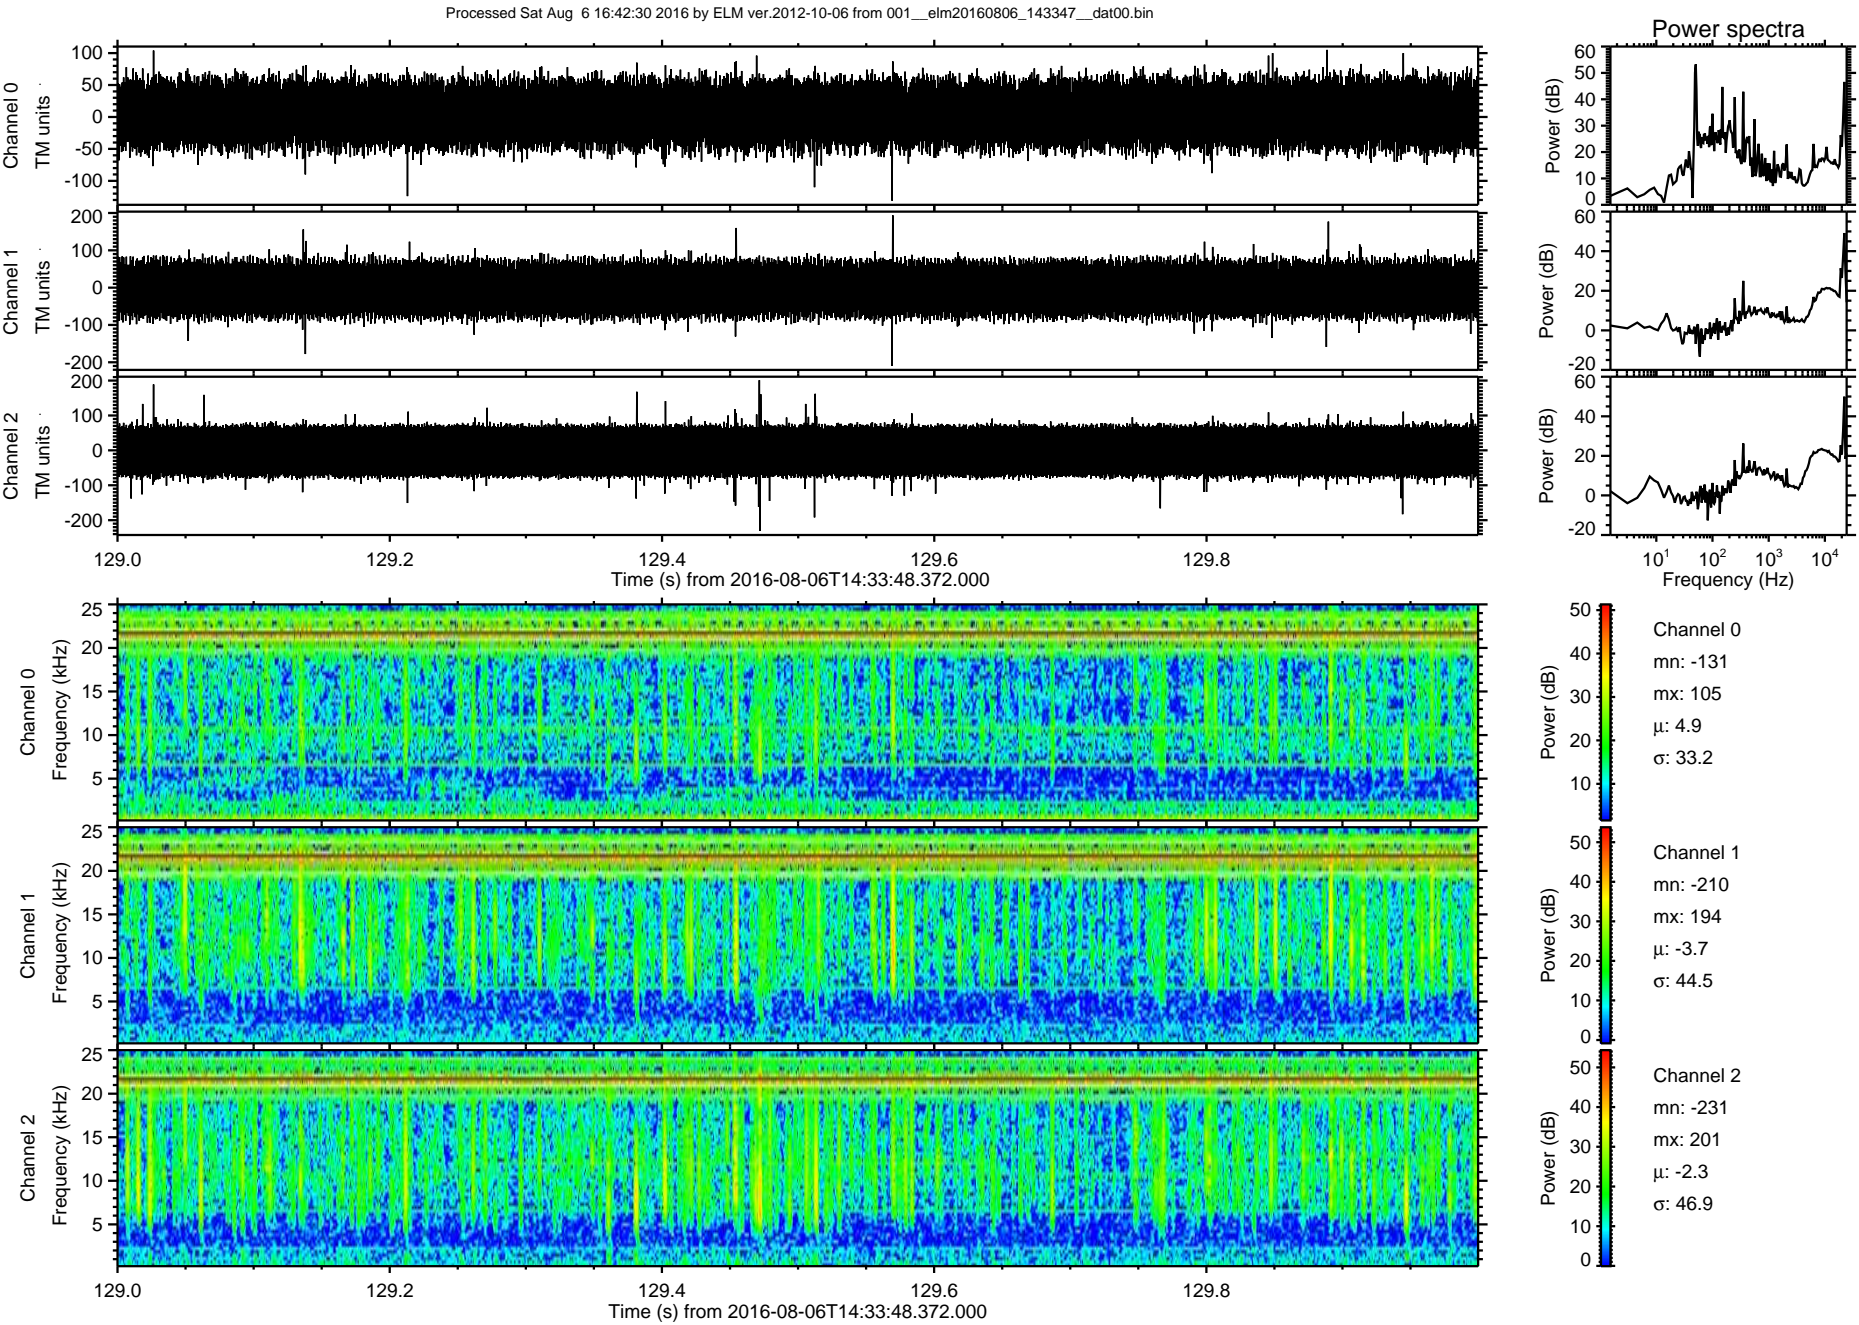 Processed Sat Aug  6 16:42:30 2016 by ELM ver.2012-10-06 from 001__elm20160806_143347__dat00.bin
Power spectra
Channel 0
TM units
100
50
0
-50
-100
Power (dB)
60
50
40
30
20
10
0
Channel 1
TM units
200
100
0
-100
-200
Power (dB)
60
40
20
0
-20
Channel 2
TM units
200
100
0
-100
-200
Power (dB)
60
40
20
0
-20
129.0 129.2 129.4 129.6 129.8
Time (s) from 2016-08-06T14:33:48.372.000
10^1 10^2 10^3 10^4
Frequency (Hz)
Channel 0
Frequency (kHz)
25
20
15
10
5
Power (dB)
50
40
30
20
10
Channel 0
mn: -131
mx: 105
μ: 4.9
σ: 33.2
Channel 1
Frequency (kHz)
25
20
15
10
5
Power (dB)
50
40
30
20
10
0
Channel 1
mn: -210
mx: 194
μ: -3.7
σ: 44.5
Channel 2
Frequency (kHz)
25
20
15
10
5
Power (dB)
50
40
30
20
10
0
Channel 2
mn: -231
mx: 201
μ: -2.3
σ: 46.9
129.0 129.2 129.4 129.6 129.8
Time (s) from 2016-08-06T14:33:48.372.000